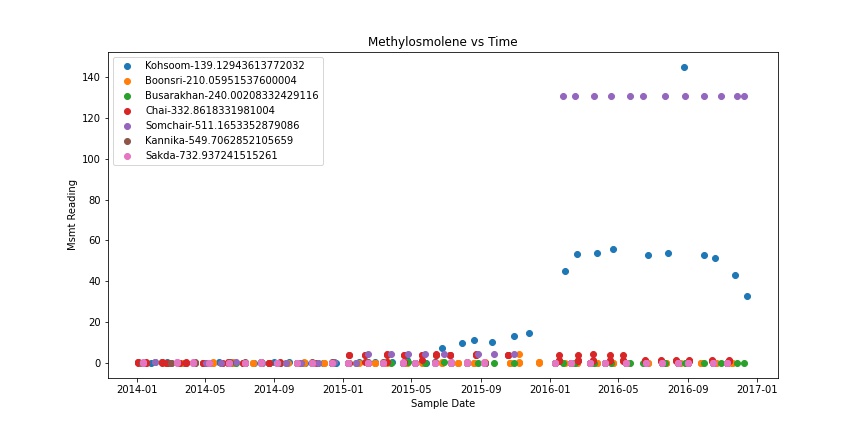 Methylosmolene vs Time
Kohsoom-139.12943613772032
Boonsri-210.05951537600004
Busarakhan-240.00208332429116
Chai-332.8618331981004
Somchair-511.1653352879086
Kannika-549.7062852105659
Sakda-732.937241515261
Msmt Reading
140
120
100
80
60
40
20
0
2014-01 2014-05 2014-09 2015-01 2015-05 2015-09 2016-01 2016-05 2016-09 2017-01
Sample Date